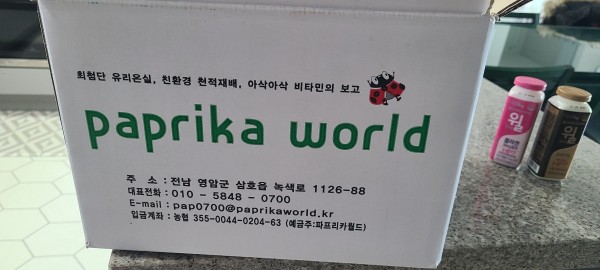 최첨단 유리온실, 친환경 천적재배, 아삭아삭 비타민의 보고
paprika world
주 소 : 전남 영암군 삼호읍 녹색로 1126-88
대표전화 : 010 - 5848 - 0700
E-mail : pap0700@paprikaworld.kr
입금계좌 : 농협 355-0044-0204-63 (예금주:파프리카월드)
윌
윌